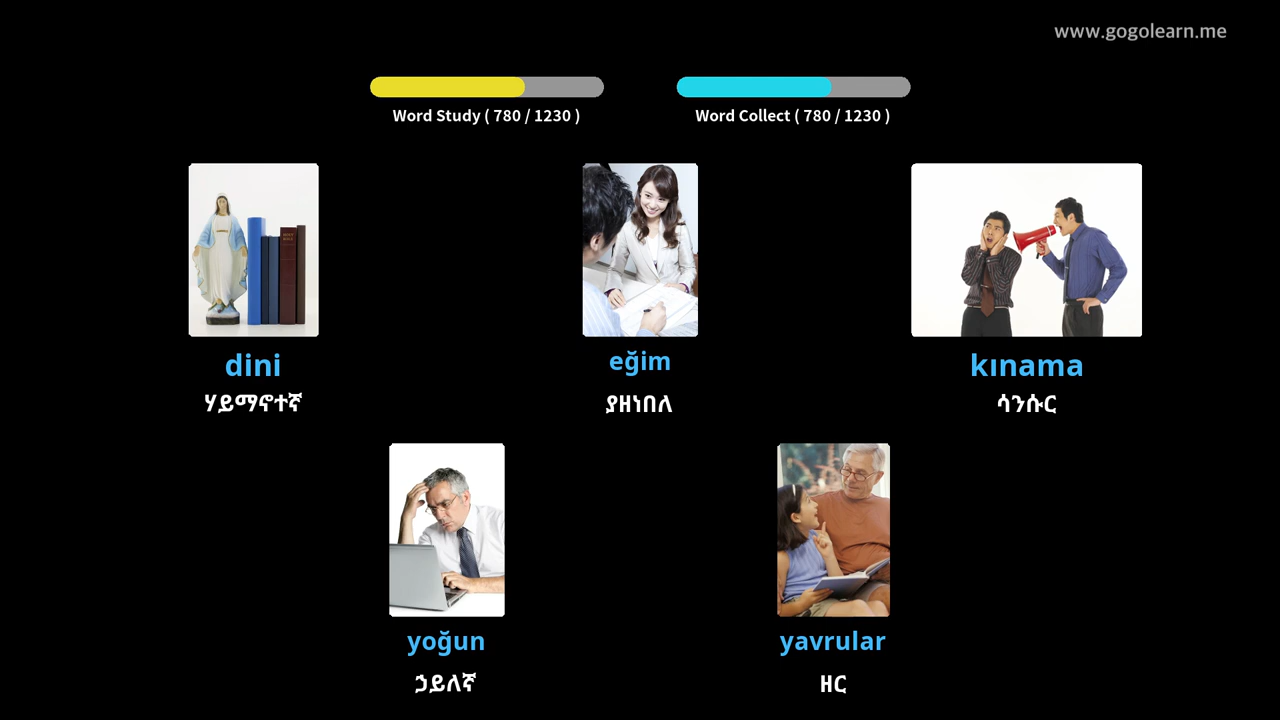 www.gogolearn.me
Word Study ( 780 / 1230 )
Word Collect ( 780 / 1230 )
dini
ሃይማኖተኛ
eğim
ያዘነበለ
kınama
ሳንሱር
yoğun
ኃይለኛ
yavrular
ዘር